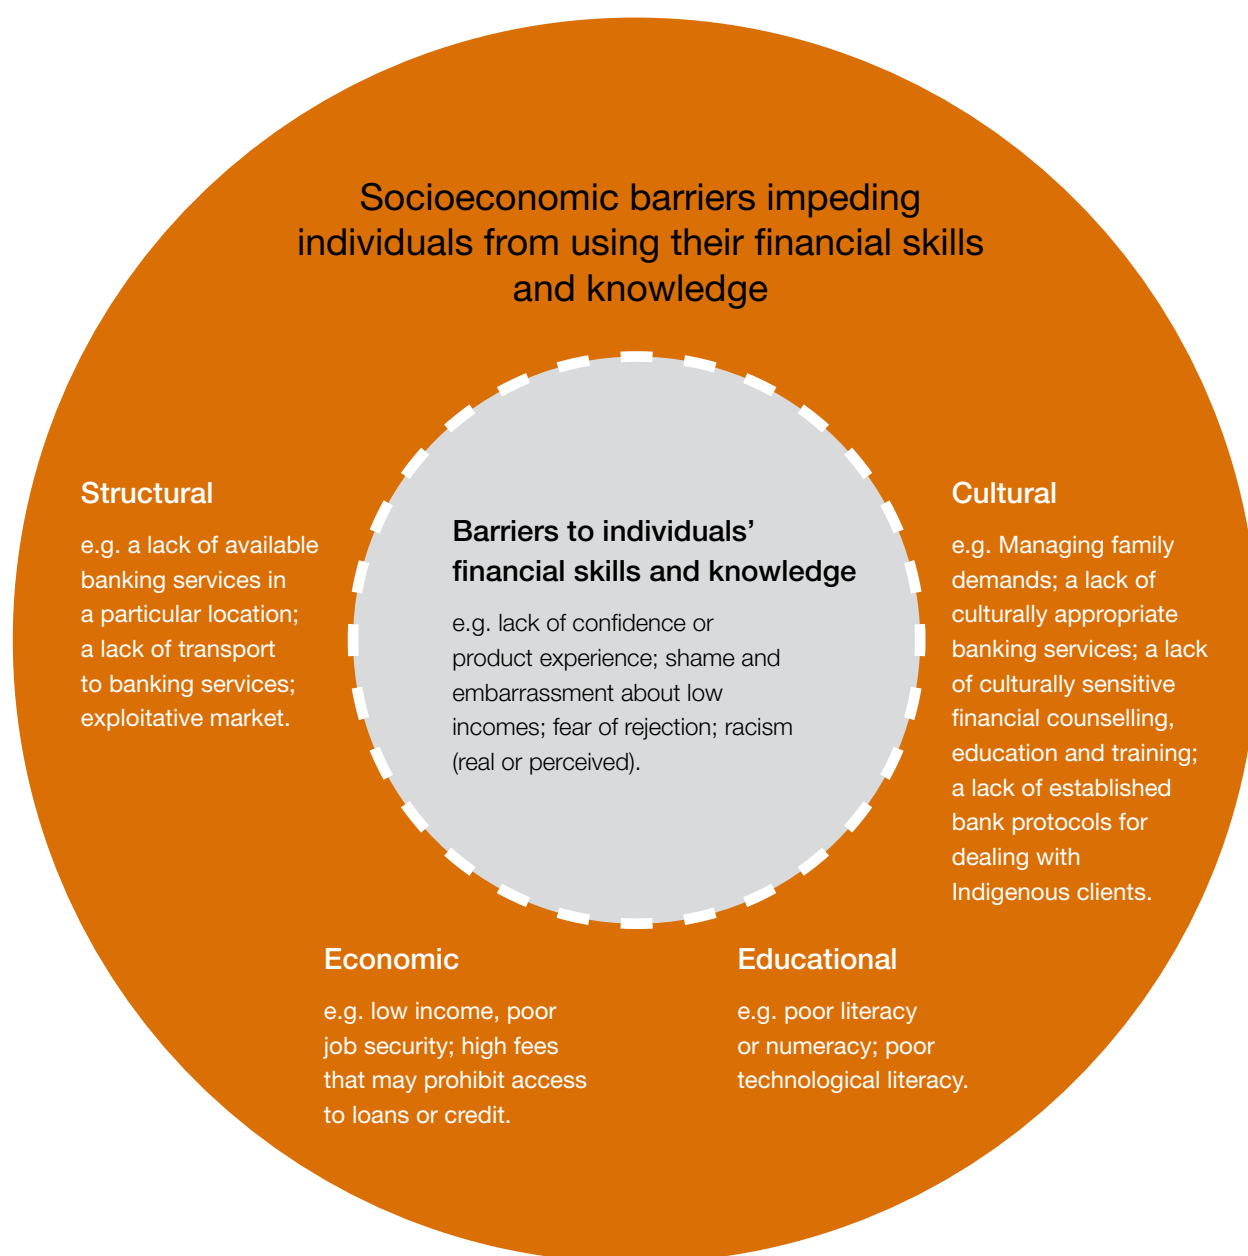 Socioeconomic barriers impeding
individuals from using their financial skills
and knowledge
Structural
e.g. a lack of available
banking services in
a particular location;
a lack of transport
to banking services;
exploitative market.
Barriers to individuals’
financial skills and knowledge
e.g. lack of confidence or
product experience; shame and
embarrassment about low
incomes; fear of rejection; racism
(real or perceived).
Cultural
e.g. Managing family
demands; a lack of
culturally appropriate
banking services; a lack
of culturally sensitive
financial counselling,
education and training;
a lack of established
bank protocols for
dealing with
Indigenous clients.
Economic
e.g. low income, poor
job security; high fees
that may prohibit access
to loans or credit.
Educational
e.g. poor literacy
or numeracy; poor
technological literacy.